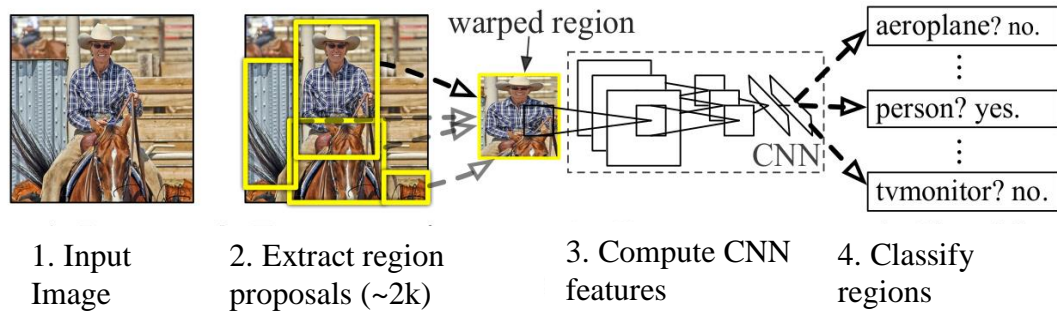 warped region
aeroplane? no.
person? yes.
CNN
tvmonitor? no.
1. Input
Image
2. Extract region
proposals (~2k)
3. Compute CNN
features
4. Classify
regions